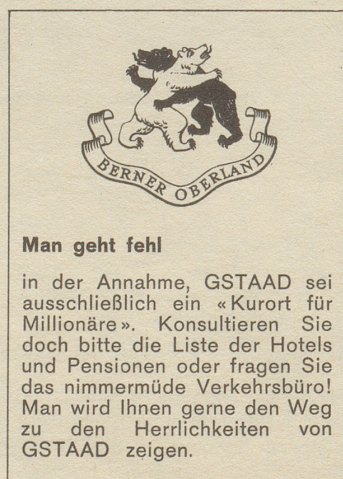 BERNER OBERLAND
Man geht fehl
in der Annahme, GSTAAD sei
ausschließlich ein «Kurort für
Millionäre». Konsultieren Sie
doch bitte die Liste der Hotels
und Pensionen oder fragen Sie
das nimmermüde Verkehrsbüro!
Man wird Ihnen gerne den Weg
zu den Herrlichkeiten von
GSTAAD zeigen.